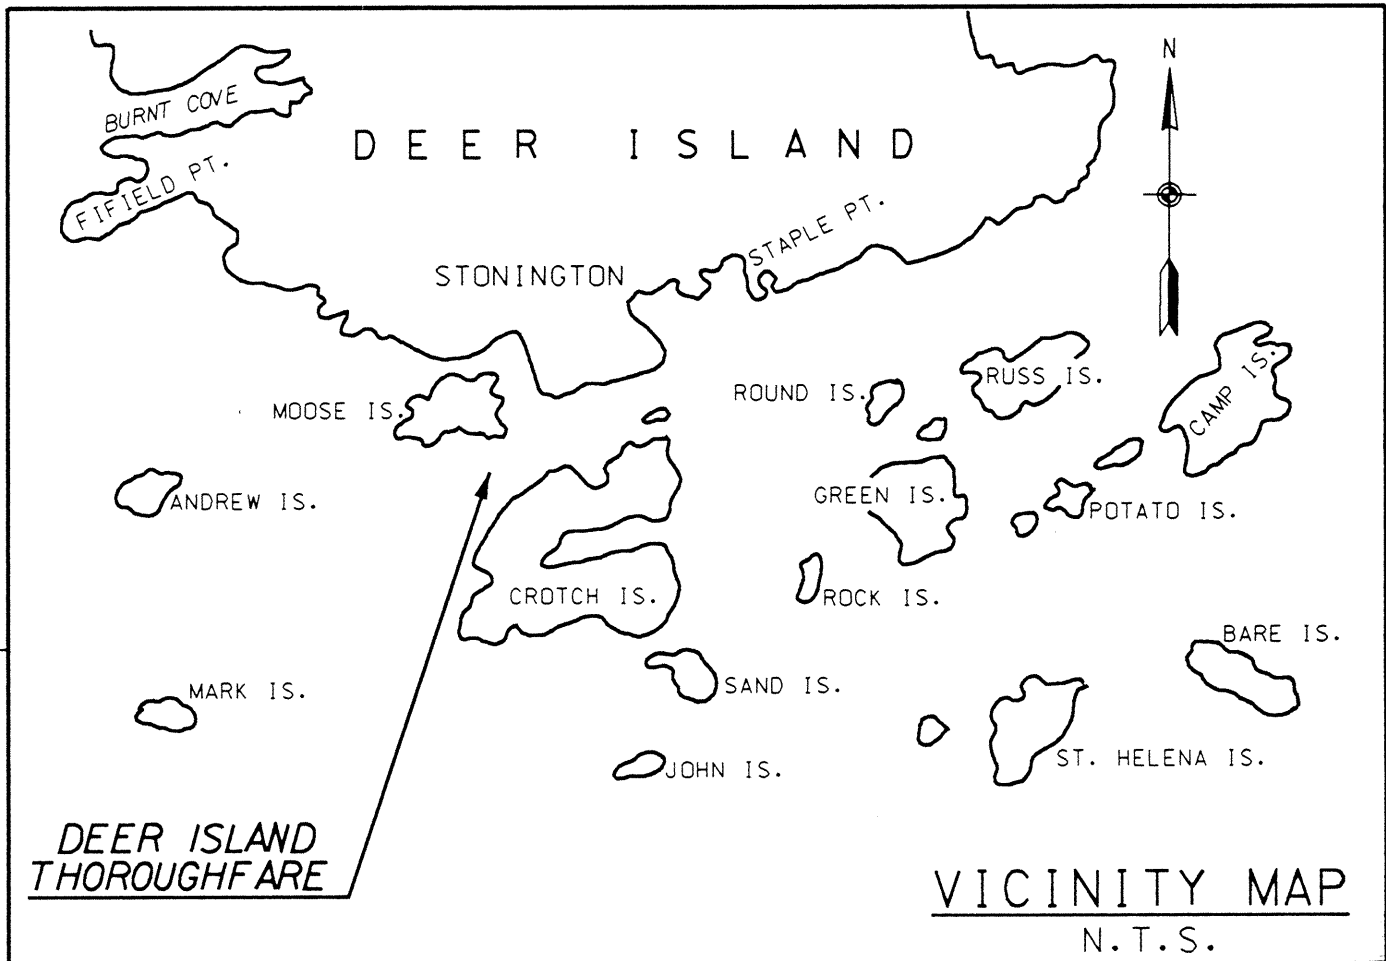 N
BURNT COVE
DEER ISLAND
FIFIELD PT.
STAPLE PT.
STONINGTON
MOOSE IS.
ROUND IS.
RUSS IS.
CAMP IS.
ANDREW IS.
GREEN IS.
POTATO IS.
CROTCH IS.
ROCK IS.
BARE IS.
MARK IS.
SAND IS.
ST. HELENA IS.
JOHN IS.
DEER ISLAND
THOROUGHFARE
VICINITY MAP
N.T.S.